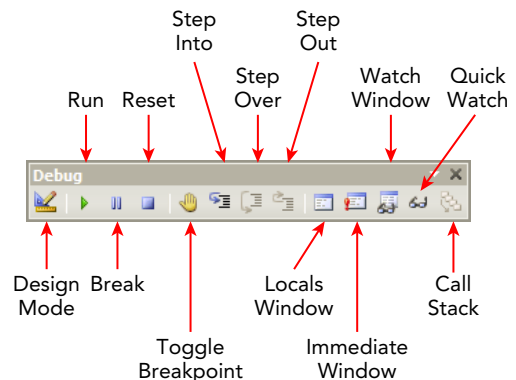 Step
Into
Step
Out
Step
Over
Watch
Window
Quick
Watch
Run
Reset
Debug
Design
Mode
Break
Locals
Window
Call
Stack
Toggle
Breakpoint
Immediate
Window